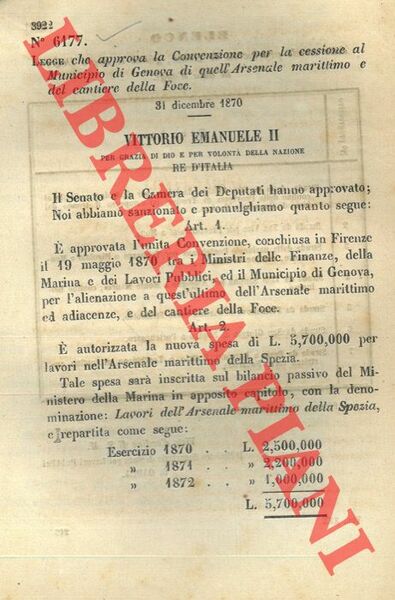 3922
N° 6177.
LEGGE che approva la Convenzione per la cessione al
Municipio di Genova di quell'Arsenale marittimo e
del cantiere della Foce.
31 dicembre 1870
VITTORIO EMANUELE II
PER GRAZIA DI DIO E PER VOLONTÀ DELLA NAZIONE
RE D'ITALIA
Il Senato e la Camera dei Deputati hanno approvato;
Noi abbiamo sanzionato e promulghiamo quanto segue:
Art. 1.
È approvata l'unita Convenzione, conchiusa in Firenze
il 19 maggio 1870 tra i Ministri delle Finanze, della
Marina e dei Lavori Pubblici, ed il Municipio di Genova,
per l'alienazione a quest'ultimo dell'Arsenale marittimo
ed adiacenze, e del cantiere della Foce.
Art. 2.
È autorizzata la nuova spesa di L. 5,700,000 per
lavori nell'Arsenale marittimo della Spezia.
Tale spesa sarà inscritta sul bilancio passivo del Mi-
nistero della Marina in apposito capitolo, con la deno-
minazione: Lavori dell'Arsenale marittimo della Spezia,
e repartita come segue:
Esercizio 1870 . . L. 2,500,000
» 1871 . . » 2,200,000
» 1872 . . » 1,000,000
L. 5,700,000
LIBRERIA PIANI